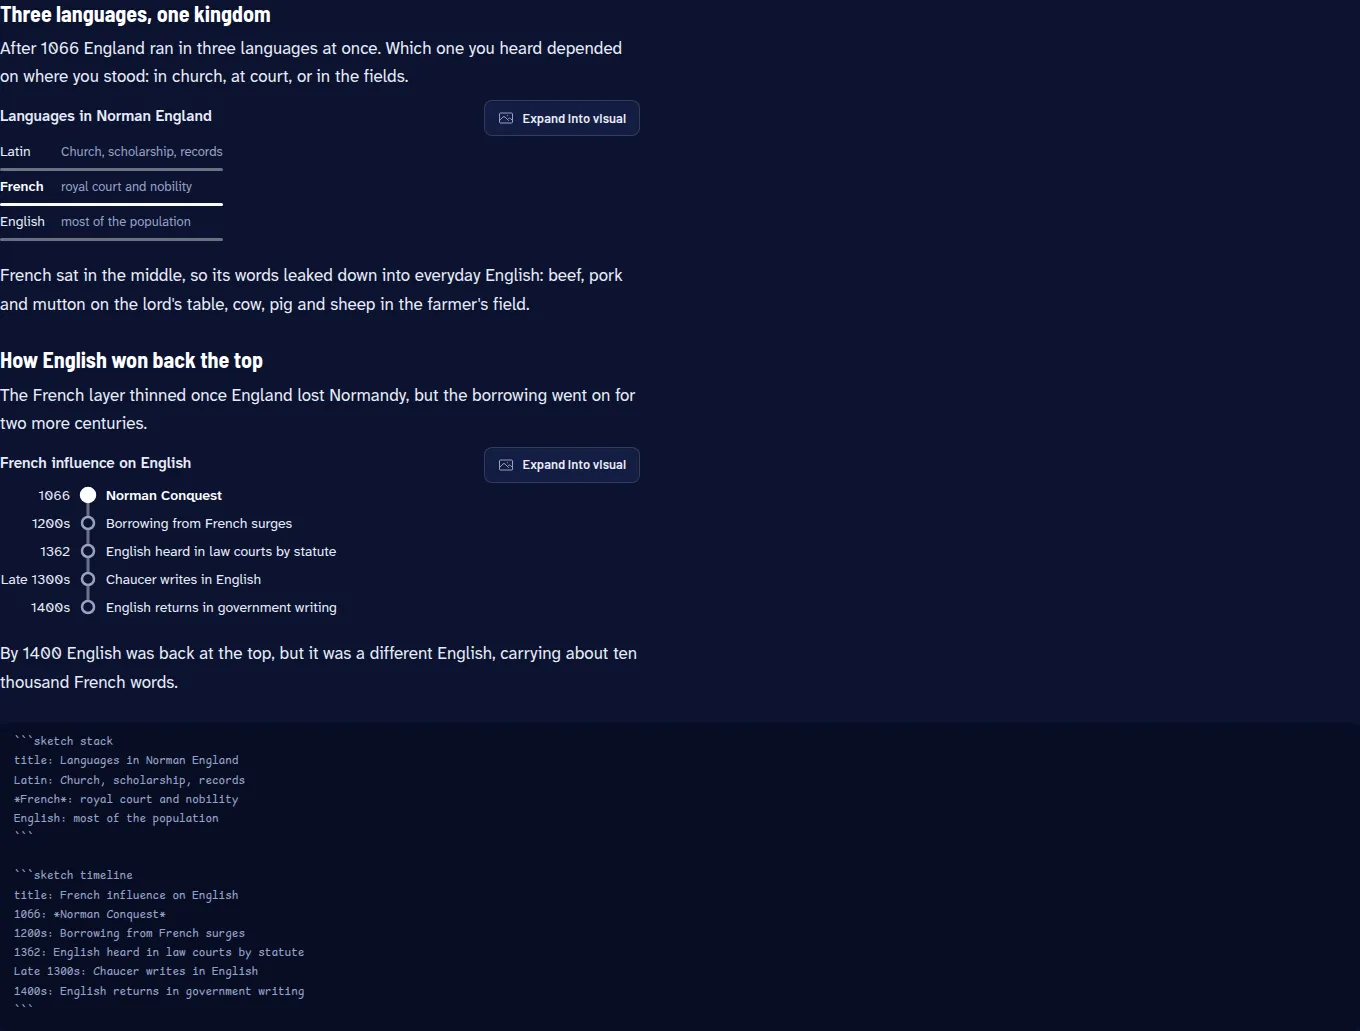 Three languages, one kingdom
After 1066 England ran in three languages at once. Which one you heard depended
on where you stood: in church, at court, or in the fields.
Languages in Norman England
Expand into visual
Latin Church, scholarship, records
French royal court and nobility
English most of the population
French sat in the middle, so its words leaked down into everyday English: beef, pork
and mutton on the lord's table, cow, pig and sheep in the farmer's field.
How English won back the top
The French layer thinned once England lost Normandy, but the borrowing went on for
two more centuries.
French influence on English
Expand into visual
1066 Norman Conquest
1200s Borrowing from French surges
1362 English heard in law courts by statute
Late 1300s Chaucer writes in English
1400s English returns in government writing
By 1400 English was back at the top, but it was a different English, carrying about ten
thousand French words.
```sketch stack
title: Languages in Norman England
Latin: Church, scholarship, records
*French*: royal court and nobility
English: most of the population
```
```sketch timeline
title: French influence on English
1066: *Norman Conquest*
1200s: Borrowing from French surges
1362: English heard in law courts by statute
Late 1300s: Chaucer writes in English
1400s: English returns in government writing
```